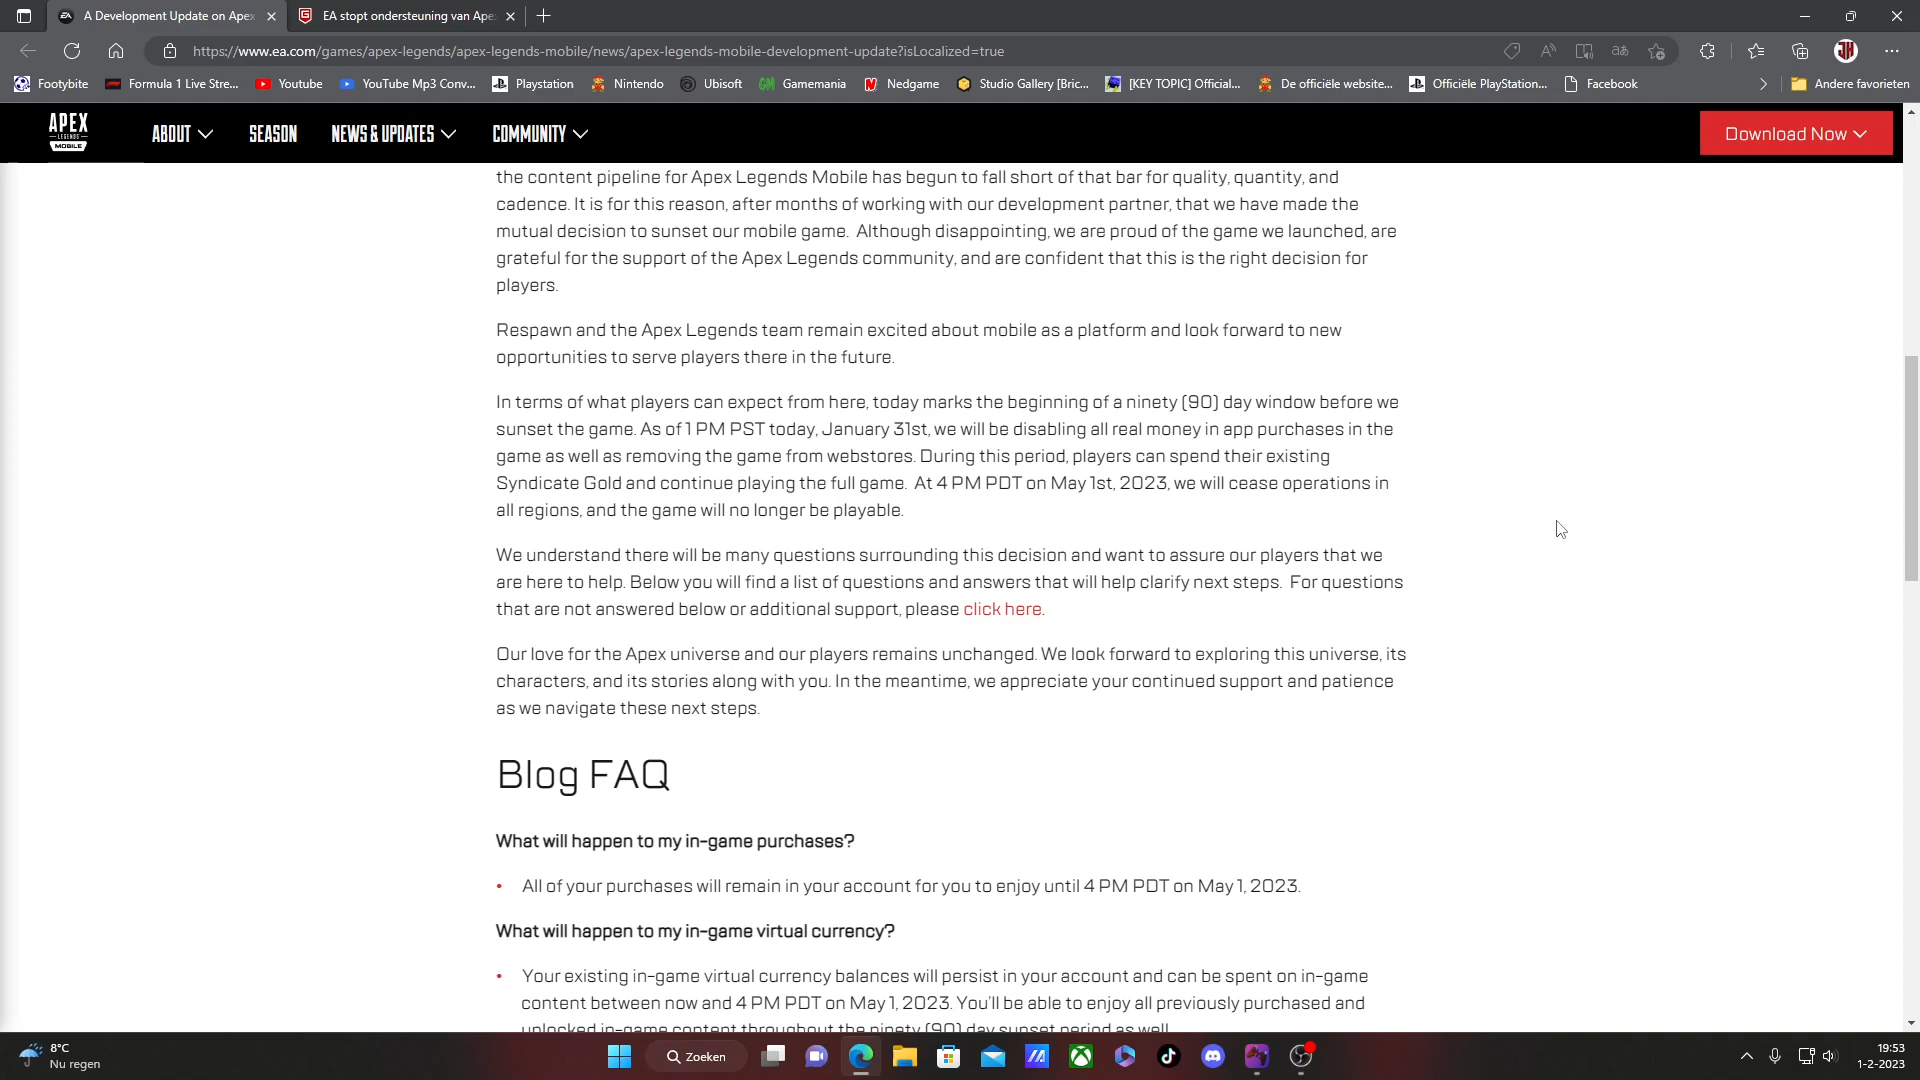 A Development Update on Apex
EA stopt ondersteuning van Ape
https://www.ea.com/games/apex-legends/apex-legends-mobile/news/apex-legends-mobile-development-update?isLocalized=true
Footybite
Formula 1 Live Stre...
Youtube
YouTube Mp3 Conv...
Playstation
Nintendo
Ubisoft
Gamemania
Nedgame
Studio Gallery [Bric...
[KEY TOPIC] Official...
De officiële website...
Officiële PlayStation...
Facebook
Andere favorieten
APEX
LEGENDS
MOBILE
ABOUT
SEASON
NEWS & UPDATES
COMMUNITY
Download Now
the content pipeline for Apex Legends Mobile has begun to fall short of that bar for quality, quantity, and
cadence. It is for this reason, after months of working with our development partner, that we have made the
mutual decision to sunset our mobile game. Although disappointing, we are proud of the game we launched, are
grateful for the support of the Apex Legends community, and are confident that this is the right decision for
players.
Respawn and the Apex Legends team remain excited about mobile as a platform and look forward to new
opportunities to serve players there in the future.
In terms of what players can expect from here, today marks the beginning of a ninety (90) day window before we
sunset the game. As of 1 PM PST today, January 31st, we will be disabling all real money in app purchases in the
game as well as removing the game from webstores. During this period, players can spend their existing
Syndicate Gold and continue playing the full game. At 4 PM PDT on May 1st, 2023, we will cease operations in
all regions, and the game will no longer be playable.
We understand there will be many questions surrounding this decision and want to assure our players that we
are here to help. Below you will find a list of questions and answers that will help clarify next steps. For questions
that are not answered below or additional support, please click here.
Our love for the Apex universe and our players remains unchanged. We look forward to exploring this universe, its
characters, and its stories along with you. In the meantime, we appreciate your continued support and patience
as we navigate these next steps.
Blog FAQ
What will happen to my in-game purchases?
• All of your purchases will remain in your account for you to enjoy until 4 PM PDT on May 1, 2023.
What will happen to my in-game virtual currency?
• Your existing in-game virtual currency balances will persist in your account and can be spent on in-game
content between now and 4 PM PDT on May 1, 2023. You'll be able to enjoy all previously purchased and
unlocked in-game content throughout the ninety (90) day sunset period as well.
8°C
Nu regen
Zoeken
19:53
1-2-2023